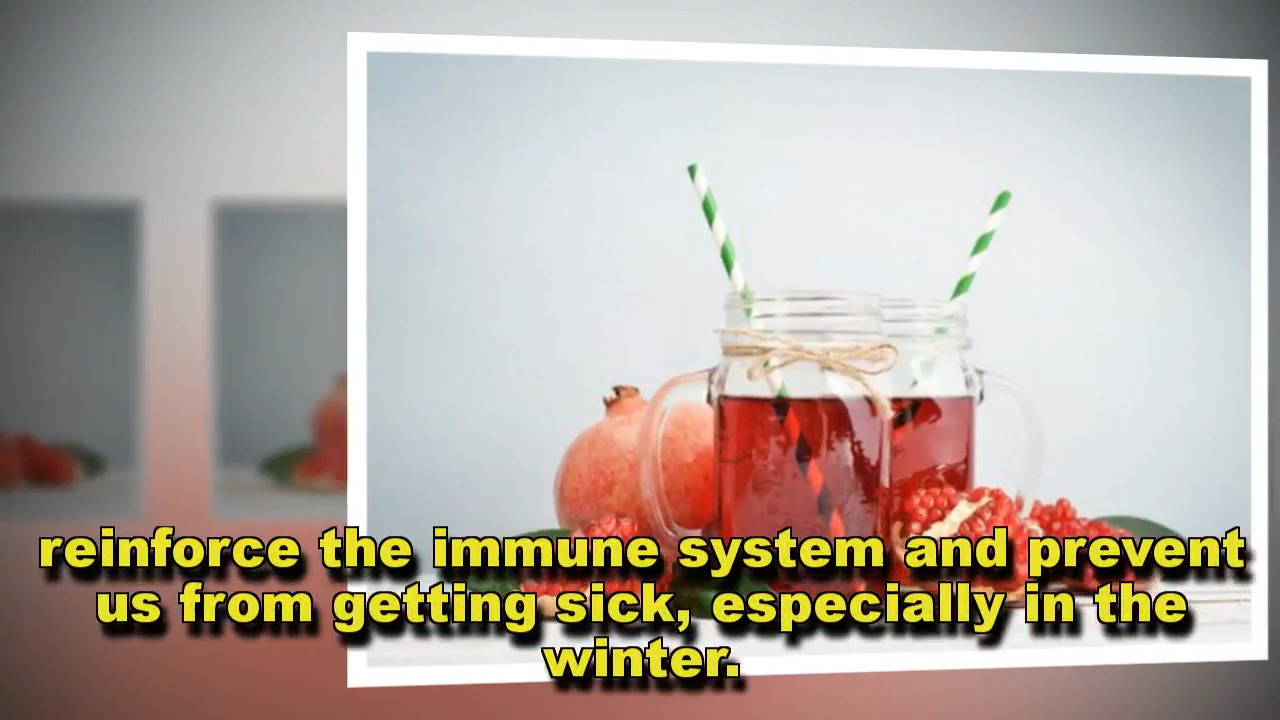 reinforce the immune system and prevent
us from getting sick, especially in the
winter.